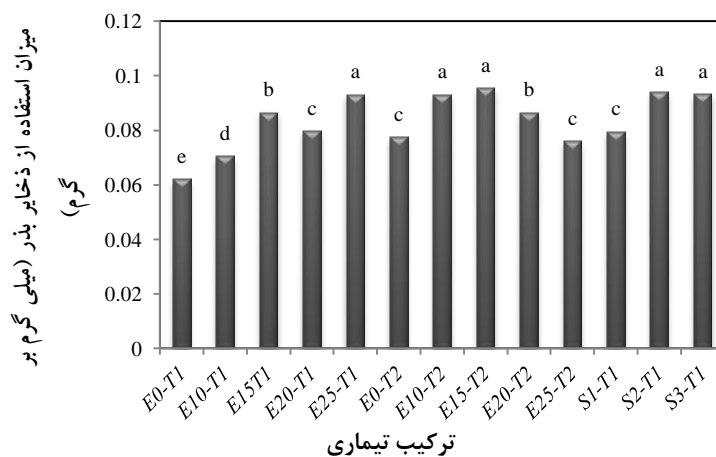 میزان استفاده از ذخایر بذر (میلی گرم بر
گرم)
0.12
0.1
0.08
0.06
0.04
0.02
0
e
d
b
c
a
c
a
a
b
c
c
a
a
E0-T1
E10-T1
E15T1
E20-T1
E25-T1
E0-T2
E10-T2
E15-T2
E20-T2
E25-T2
S1-T1
S2-T1
S3-T1
ترکیب تیماری